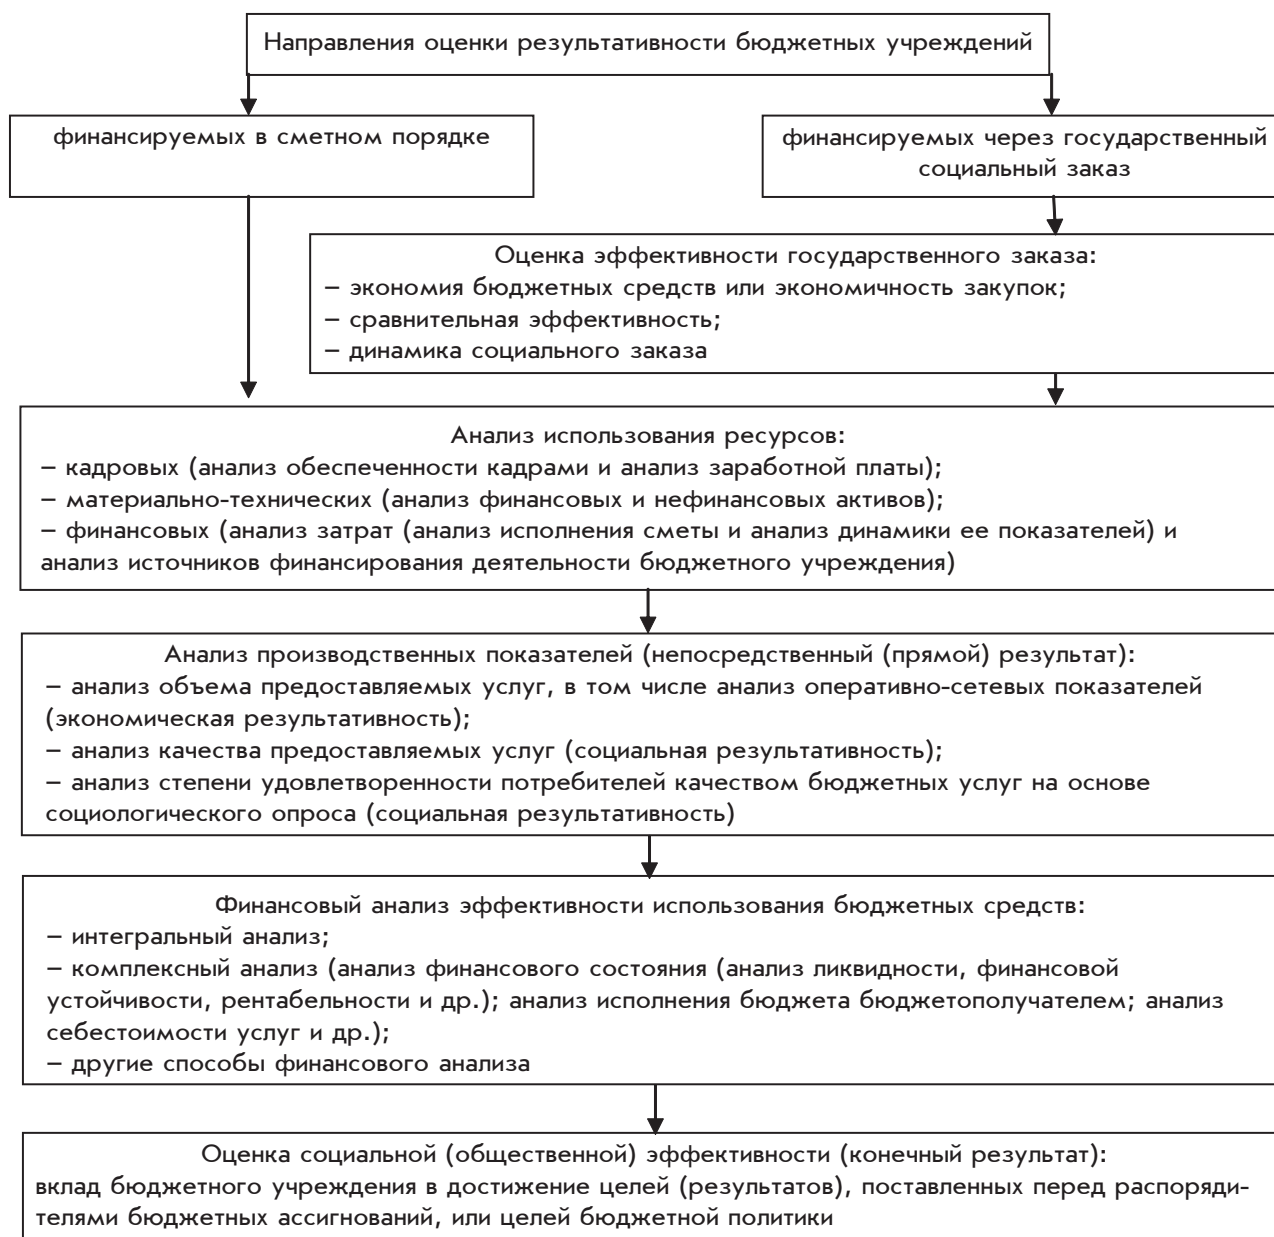 Направления оценки результативности бюджетных учреждений
финансируемых в сметном порядке
финансируемых через государственный
социальный заказ
Оценка эффективности государственного заказа:
– экономия бюджетных средств или экономичность закупок;
– сравнительная эффективность;
– динамика социального заказа
Анализ использования ресурсов:
– кадровых (анализ обеспеченности кадрами и анализ заработной платы);
– материально-технических (анализ финансовых и нефинансовых активов);
– финансовых (анализ затрат (анализ исполнения сметы и анализ динамики ее показателей) и
анализ источников финансирования деятельности бюджетного учреждения)
Анализ производственных показателей (непосредственный (прямой) результат):
– анализ объема предоставляемых услуг, в том числе анализ оперативно-сетевых показателей
(экономическая результативность);
– анализ качества предоставляемых услуг (социальная результативность);
– анализ степени удовлетворенности потребителей качеством бюджетных услуг на основе
социологического опроса (социальная результативность)
Финансовый анализ эффективности использования бюджетных средств:
– интегральный анализ;
– комплексный анализ (анализ финансового состояния (анализ ликвидности, финансовой
устойчивости, рентабельности и др.); анализ исполнения бюджета бюджетополучателем; анализ
себестоимости услуг и др.);
– другие способы финансового анализа
Оценка социальной (общественной) эффективности (конечный результат):
вклад бюджетного учреждения в достижение целей (результатов), поставленных перед распоряди-
телями бюджетных ассигнований, или целей бюджетной политики